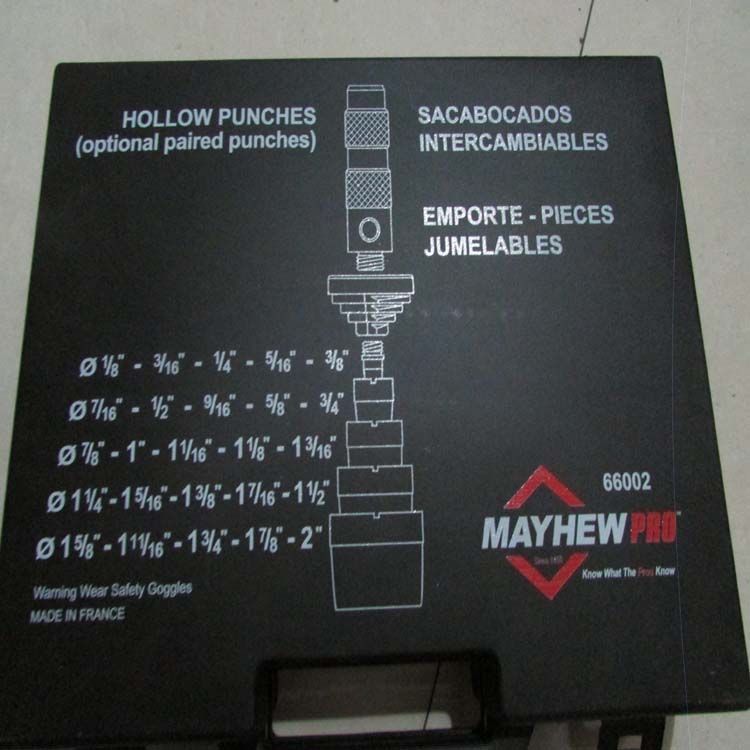 HOLLOW PUNCHES
(optional paired punches)
SACABOCADOS
INTERCAMBIABLES
EMPORTE - PIECES
JUMELABLES
Ø 1/8" - 3/16" - 1/4" - 5/16" - 3/8"
Ø 7/16" - 1/2" - 9/16" - 5/8" - 3/4"
Ø 7/8" - 1" - 1 1/16" - 1 1/8" - 1 3/16"
Ø 1 1/4" - 1 5/16" - 1 3/8" - 1 7/16" - 1 1/2"
Ø 1 5/8" - 1 11/16" - 1 3/4" - 1 7/8" - 2"
66002
MAYHEW PRO™
Know What The Pros Know
Warning Wear Safety Goggles
MADE IN FRANCE